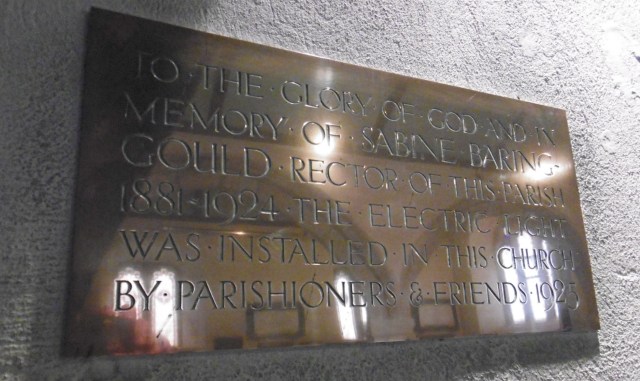 TO · THE · GLORY OF · GOD · AND IN
MEMORY · OF · SABINE BARING-
GOULD · RECTOR OF THIS PARISH
1881-1924 · THE · ELECTRIC LIGHT
WAS · INSTALLED · IN THIS CHURCH
BY · PARISHIONERS · & FRIENDS · 1925